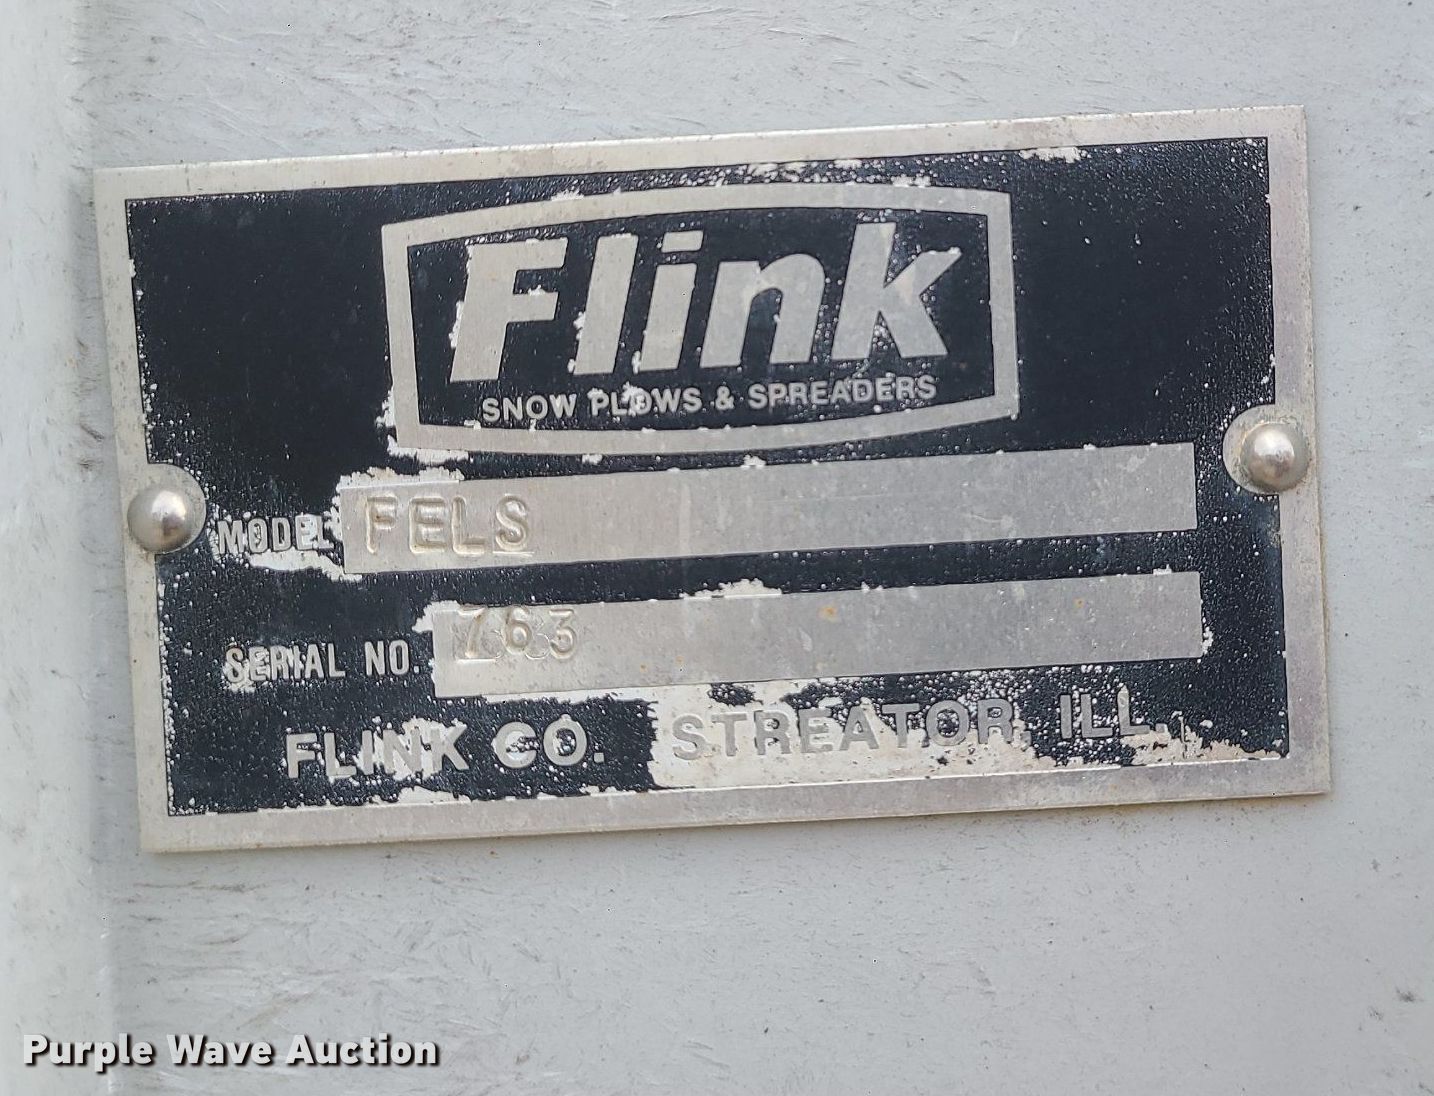 Flink
SNOW PLOWS & SPREADERS
MODEL FELS
SERIAL NO. 763
FLINK CO. STREATOR, ILL.
Purple Wave Auction